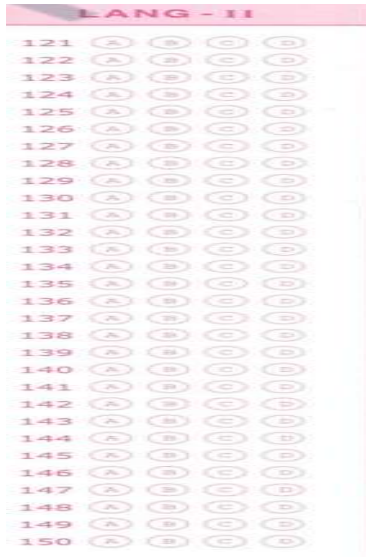 LANG - II
121 A B C D
122 A B C D
123 A B C D
124 A B C D
125 A B C D
126 A B C D
127 A B C D
128 A B C D
129 A B C D
130 A B C D
131 A B C D
132 A B C D
133 A B C D
134 A B C D
135 A B C D
136 A B C D
137 A B C D
138 A B C D
139 A B C D
140 A B C D
141 A B C D
142 A B C D
143 A B C D
144 A B C D
145 A B C D
146 A B C D
147 A B C D
148 A B C D
149 A B C D
150 A B C D